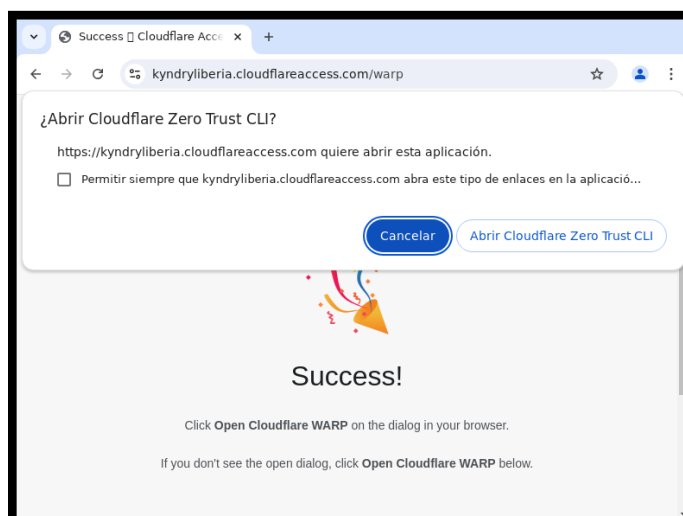 Success ▯ Cloudflare Acce
kyndryliberia.cloudflareaccess.com/warp
¿Abrir Cloudflare Zero Trust CLI?
https://kyndryliberia.cloudflareaccess.com quiere abrir esta aplicación.
Permitir siempre que kyndryliberia.cloudflareaccess.com abra este tipo de enlaces en la aplicació...
Cancelar
Abrir Cloudflare Zero Trust CLI
Success!
Click Open Cloudflare WARP on the dialog in your browser.
If you don't see the open dialog, click Open Cloudflare WARP below.